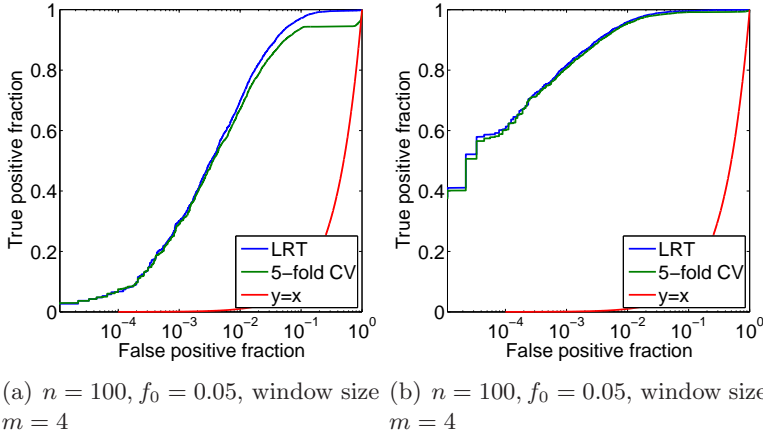 True positive fraction
1
0.8
0.6
0.4
0.2
0
10^-4
10^-3
10^-2
10^-1
10^0
False positive fraction
LRT
5−fold CV
y=x
True positive fraction
1
0.8
0.6
0.4
0.2
0
10^-4
10^-3
10^-2
10^-1
10^0
False positive fraction
LRT
5−fold CV
y=x
(a) n = 100, f_0 = 0.05, window size
m = 4
(b) n = 100, f_0 = 0.05, window size
m = 4